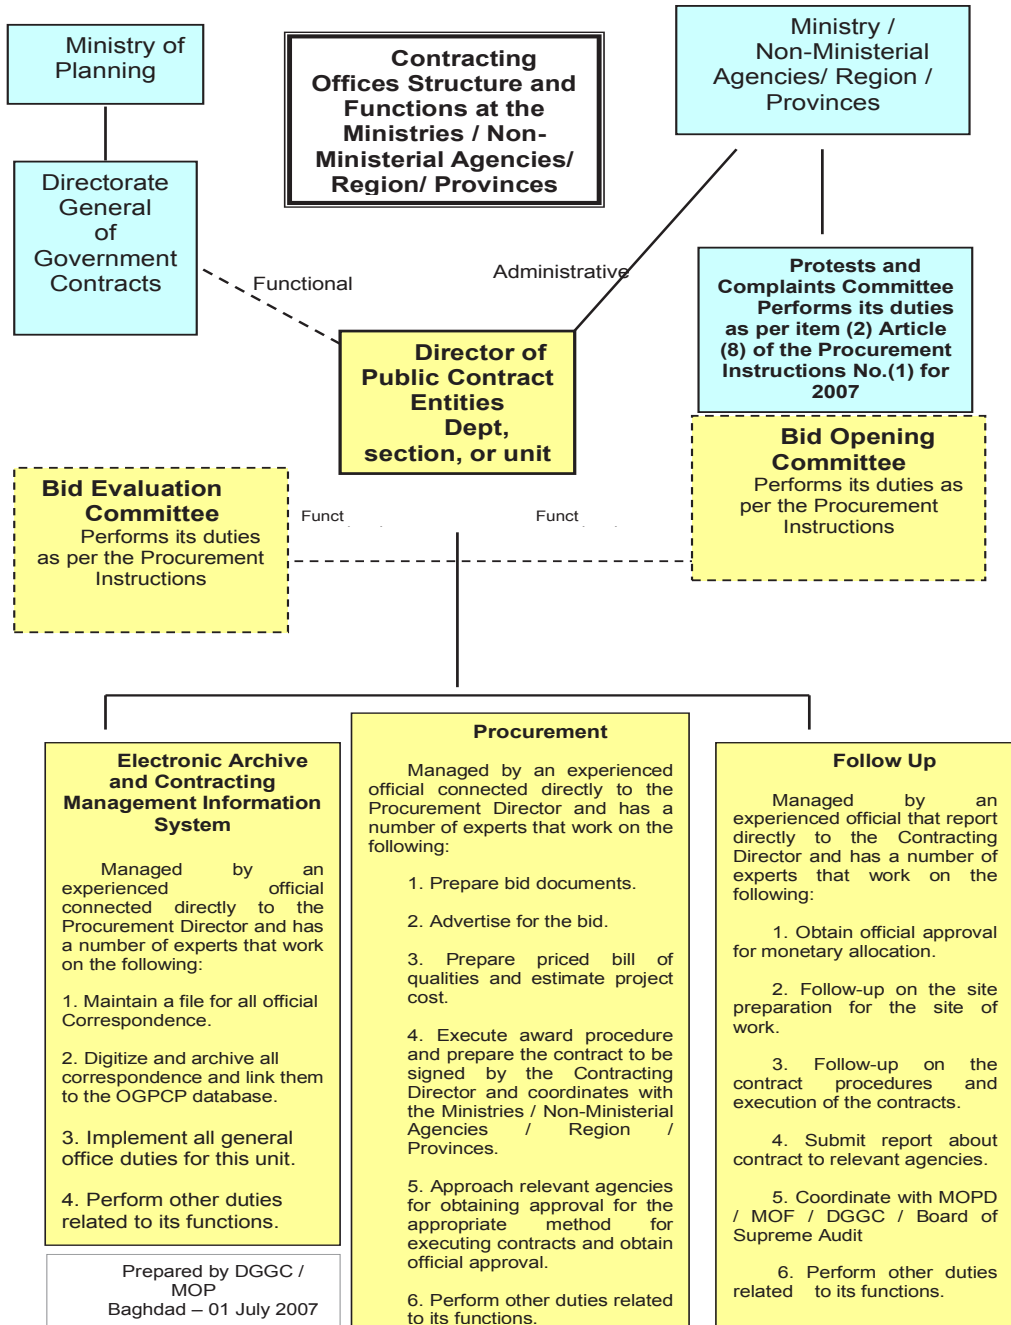 Ministry of
Planning
Contracting
Offices Structure and
Functions at the
Ministries / Non-
Ministerial Agencies/
Region/ Provinces
Ministry /
Non-Ministerial
Agencies/ Region /
Provinces
Directorate
General
of
Government
Contracts
Functional
Administrative
Protests and
Complaints Committee
Performs its duties
as per item (2) Article
(8) of the Procurement
Instructions No.(1) for
2007
Director of
Public Contract
Entities
Dept,
section, or unit
Bid Opening
Committee
Performs its duties as
per the Procurement
Instructions
Bid Evaluation
Committee
Performs its duties
as per the Procurement
Instructions
Funct
Funct
Electronic Archive
and Contracting
Management Information
System
Managed by an
experienced official
connected directly to the
Procurement Director and has
a number of experts that work
on the following:
1. Maintain a file for all official
Correspondence.
2. Digitize and archive all
correspondence and link them
to the OGPCP database.
3. Implement all general
office duties for this unit.
4. Perform other duties
related to its functions.
Prepared by DGGC /
MOP
Baghdad – 01 July 2007
Procurement
Managed by an experienced
official connected directly to the
Procurement Director and has a
number of experts that work on the
following:
1. Prepare bid documents.
2. Advertise for the bid.
3. Prepare priced bill of
qualities and estimate project
cost.
4. Execute award procedure
and prepare the contract to be
signed by the Contracting
Director and coordinates with
the Ministries / Non-Ministerial
Agencies / Region /
Provinces.
5. Approach relevant agencies
for obtaining approval for the
appropriate method for
executing contracts and obtain
official approval.
6. Perform other duties related
to its functions.
Follow Up
Managed by an
experienced official that report
directly to the Contracting
Director and has a number of
experts that work on the
following:
1. Obtain official approval
for monetary allocation.
2. Follow-up on the site
preparation for the site of
work.
3. Follow-up on the
contract procedures and
execution of the contracts.
4. Submit report about
contract to relevant agencies.
5. Coordinate with MOPD
/ MOF / DGGC / Board of
Supreme Audit
6. Perform other duties
related to its functions.